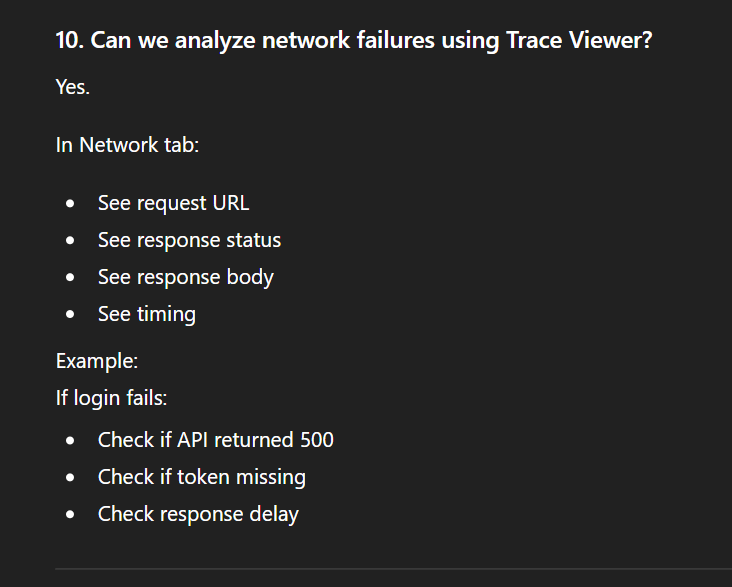 10. Can we analyze network failures using Trace Viewer?
Yes.
In Network tab:
• See request URL
• See response status
• See response body
• See timing
Example:
If login fails:
• Check if API returned 500
• Check if token missing
• Check response delay